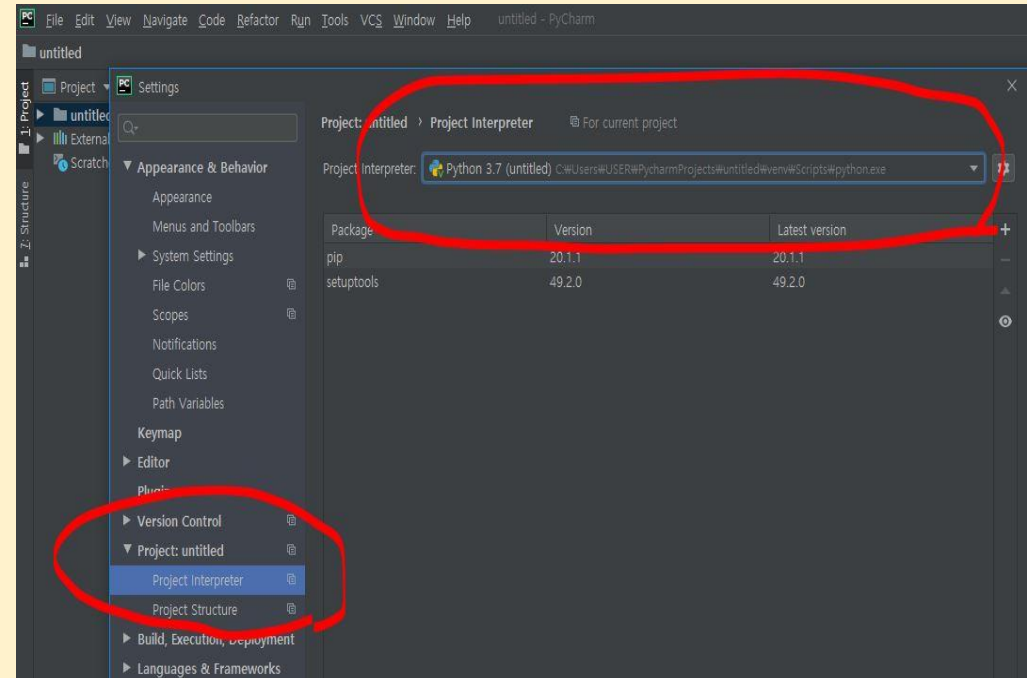 PC File Edit View Navigate Code Refactor Run Tools VCS Window Help untitled - PyCharm
untitled
1: Project
Z: Structure
Project
untitled
External
Scratch
PC Settings
Appearance & Behavior
Appearance
Menus and Toolbars
System Settings
File Colors
Scopes
Notifications
Quick Lists
Path Variables
Keymap
Editor
Version Control
Project: untitled
Project Interpreter
Project Structure
Build, Execution, Deployment
Languages & Frameworks
Project: untitled › Project Interpreter For current project
Project Interpreter: Python 3.7 (untitled) C:₩Users₩USER₩PycharmProjects₩untitled₩venv₩Scripts₩python.exe
Package Version Latest version
pip 20.1.1 20.1.1
setuptools 49.2.0 49.2.0